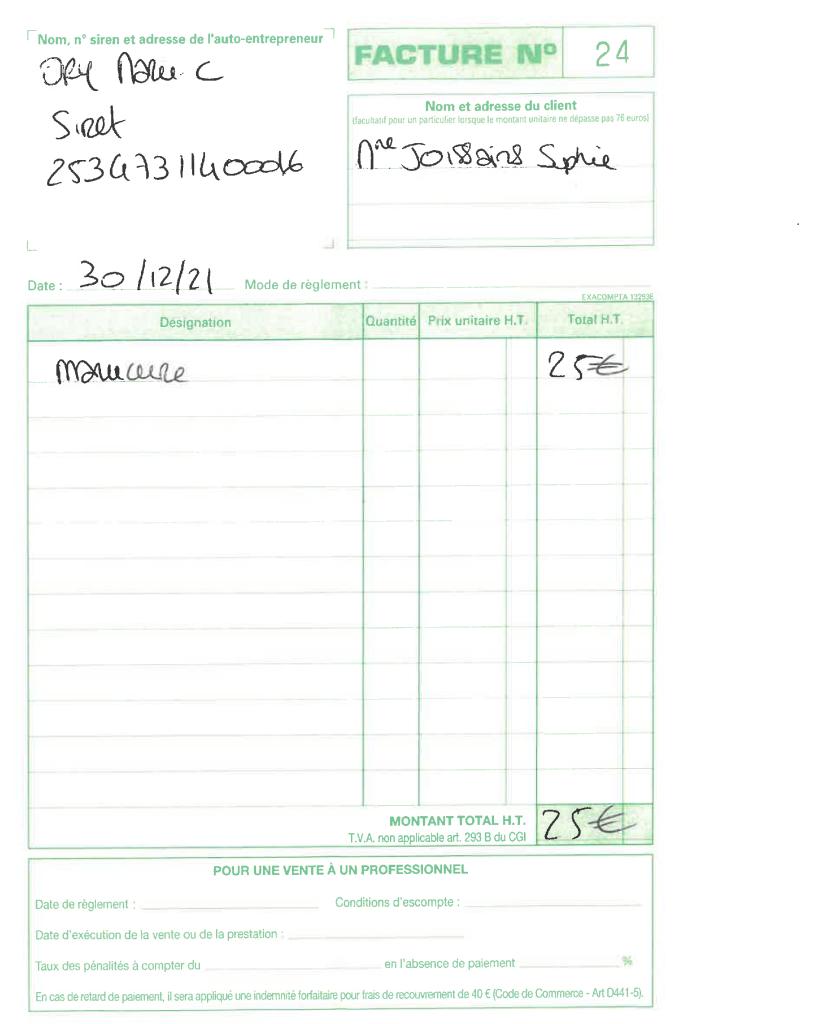 Nom, n° siren et adresse de l'auto-entrepreneur
FACTURE N° 24
Siret
25347311400016
Nom et adresse du client
(facultatif pour un particulier lorsque le montant unitaire ne dépasse pas 76 euros)
Mme Joissains Sophie
Date : 30/12/21 Mode de règlement :
EXACOMPTA 13293E
Désignation Quantité Prix unitaire H.T. Total H.T.
Manucure 25€
MONTANT TOTAL H.T. 25€
T.V.A. non applicable art. 293 B du CGI
POUR UNE VENTE À UN PROFESSIONNEL
Date de règlement : Conditions d'escompte :
Date d'exécution de la vente ou de la prestation :
Taux des pénalités à compter du en l'absence de paiement %
En cas de retard de paiement, il sera appliqué une indemnité forfaitaire pour frais de recouvrement de 40 € (Code de Commerce - Art D441-5).